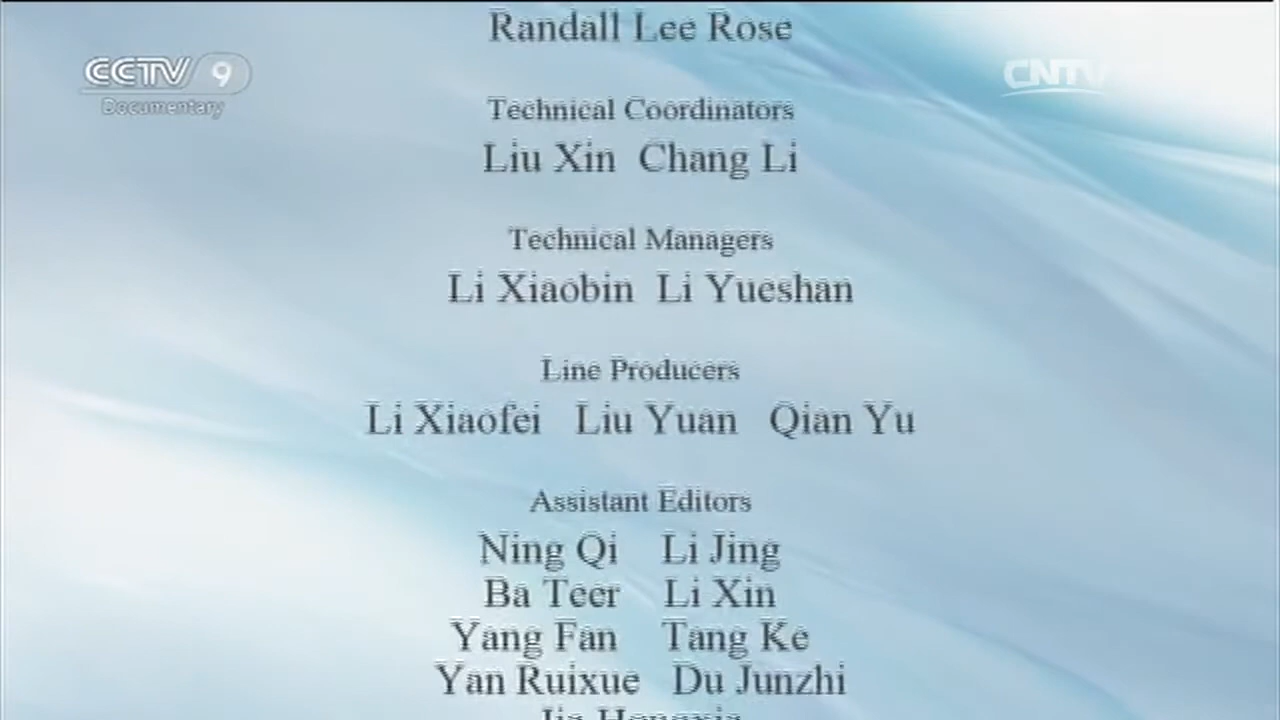 Randall Lee Rose
CCTV 9
Documentary
CNTV
Technical Coordinators
Liu Xin Chang Li
Technical Managers
Li Xiaobin Li Yueshan
Line Producers
Li Xiaofei Liu Yuan Qian Yu
Assistant Editors
Ning Qi Li Jing
Ba Teer Li Xin
Yang Fan Tang Ke
Yan Ruixue Du Junzhi